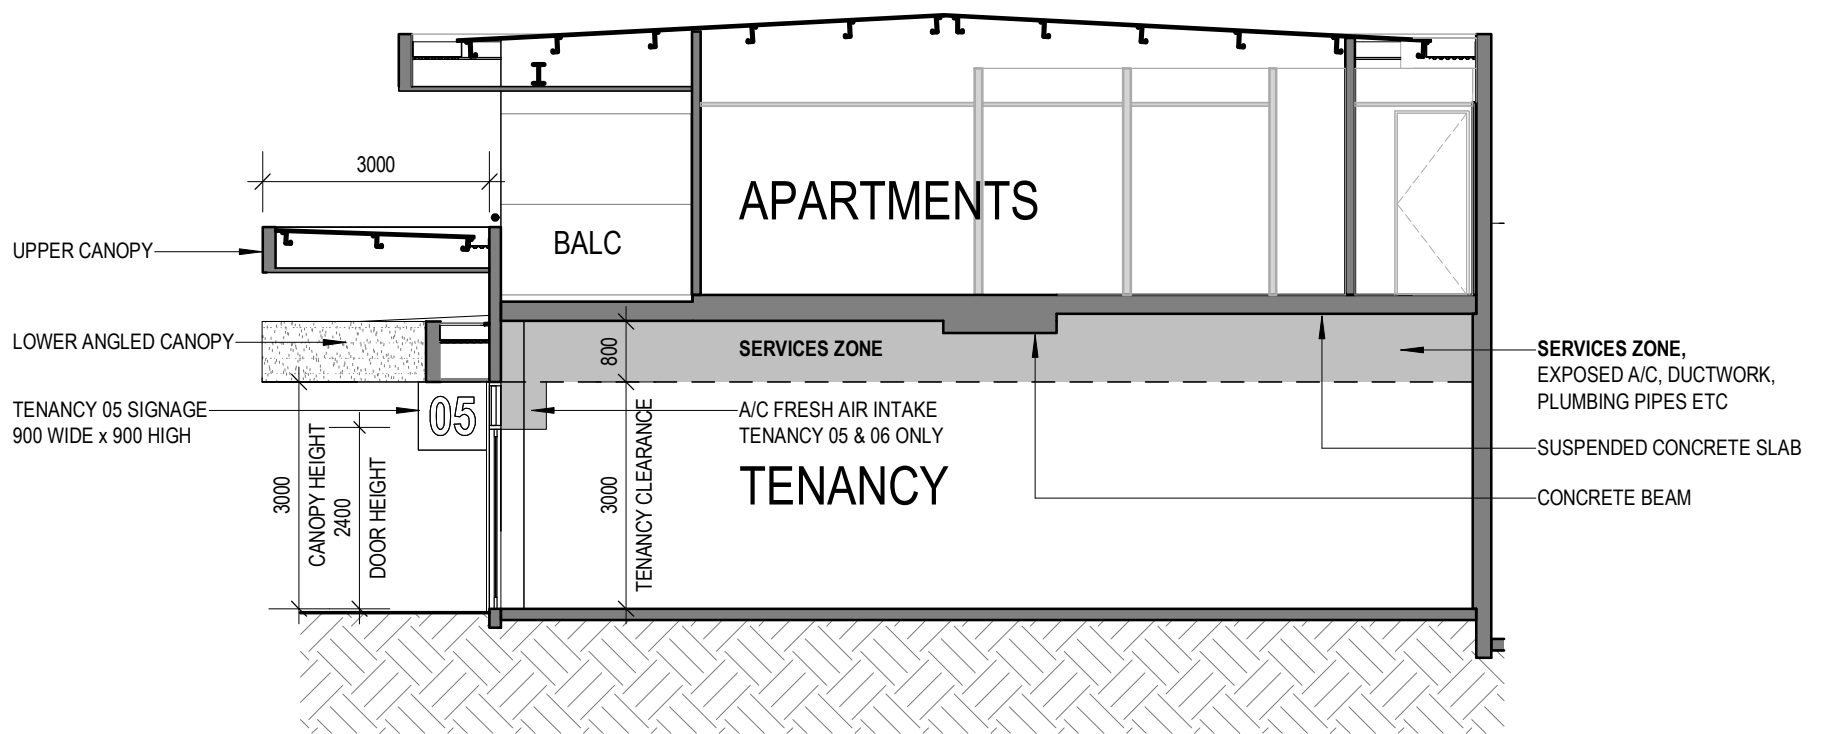 3000
APARTMENTS
BALC
UPPER CANOPY
LOWER ANGLED CANOPY
800
SERVICES ZONE
SERVICES ZONE,
EXPOSED A/C, DUCTWORK,
PLUMBING PIPES ETC
TENANCY 05 SIGNAGE
900 WIDE x 900 HIGH
05
A/C FRESH AIR INTAKE
TENANCY 05 & 06 ONLY
SUSPENDED CONCRETE SLAB
CONCRETE BEAM
TENANCY
3000
CANOPY HEIGHT
2400
DOOR HEIGHT
3000
TENANCY CLEARANCE